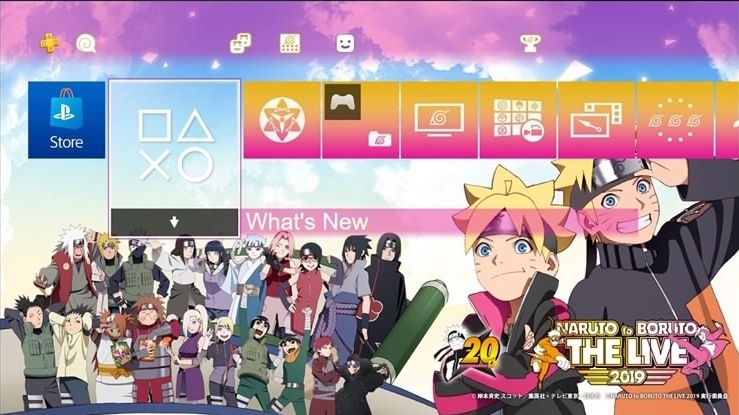 Store
What's New
20
NARUTO to BORUTO
THE LIVE
2019
© 岸本斉史 スコット/集英社・テレビ東京・ぴえろ ©NARUTO to BORUTO THE LIVE 2019 実行委員会